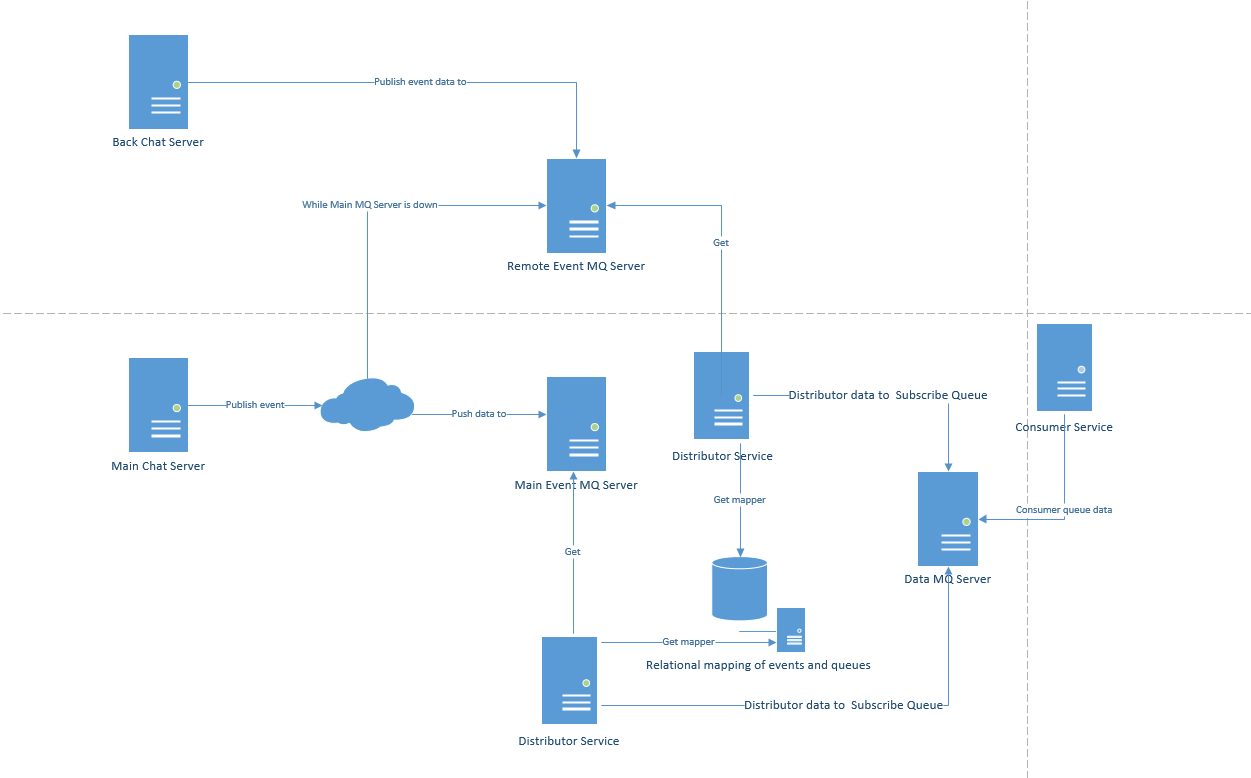 Publish event data to
Back Chat Server
While Main MQ Server is down
Get
Remote Event MQ Server
Publish event
Push data to
Distributor data to  Subscribe Queue
Consumer Service
Main Chat Server
Main Event MQ Server
Distributor Service
Get mapper
Consumer queue data
Get
Data MQ Server
Get mapper
Relational mapping of events and queues
Distributor data to  Subscribe Queue
Distributor Service